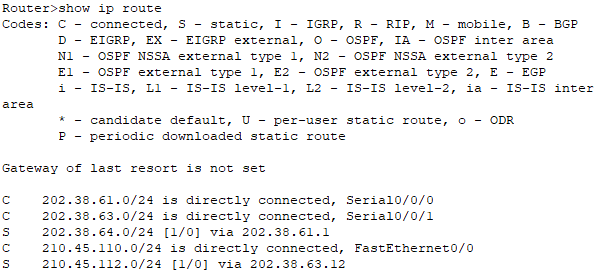 Router>show ip route
Codes: C - connected, S - static, I - IGRP, R - RIP, M - mobile, B - BGP
D - EIGRP, EX - EIGRP external, O - OSPF, IA - OSPF inter area
N1 - OSPF NSSA external type 1, N2 - OSPF NSSA external type 2
E1 - OSPF external type 1, E2 - OSPF external type 2, E - EGP
i - IS-IS, L1 - IS-IS level-1, L2 - IS-IS level-2, ia - IS-IS inter
area
* - candidate default, U - per-user static route, o - ODR
P - periodic downloaded static route
Gateway of last resort is not set
C 202.38.61.0/24 is directly connected, Serial0/0/0
C 202.38.63.0/24 is directly connected, Serial0/0/1
S 202.38.64.0/24 [1/0] via 202.38.61.1
C 210.45.110.0/24 is directly connected, FastEthernet0/0
S 210.45.112.0/24 [1/0] via 202.38.63.12